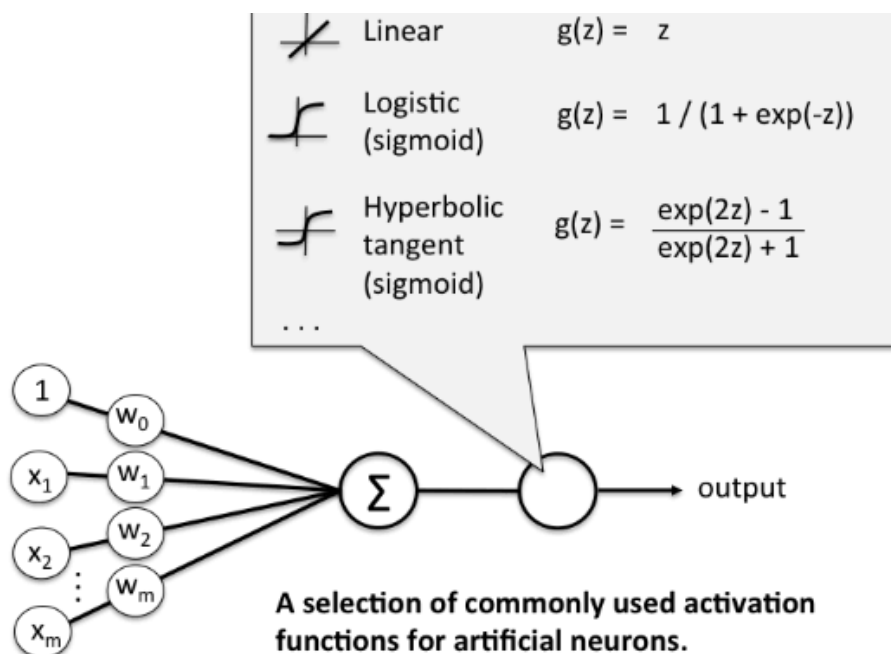 Linear g(z) = z
Logistic
(sigmoid) g(z) = 1 / (1 + exp(-z))
Hyperbolic
tangent
(sigmoid) g(z) = exp(2z) - 1
exp(2z) + 1
. . .
1
w₀
x₁ w₁
x₂ w₂
⋮
xₘ wₘ
Σ
output
A selection of commonly used activation
functions for artificial neurons.